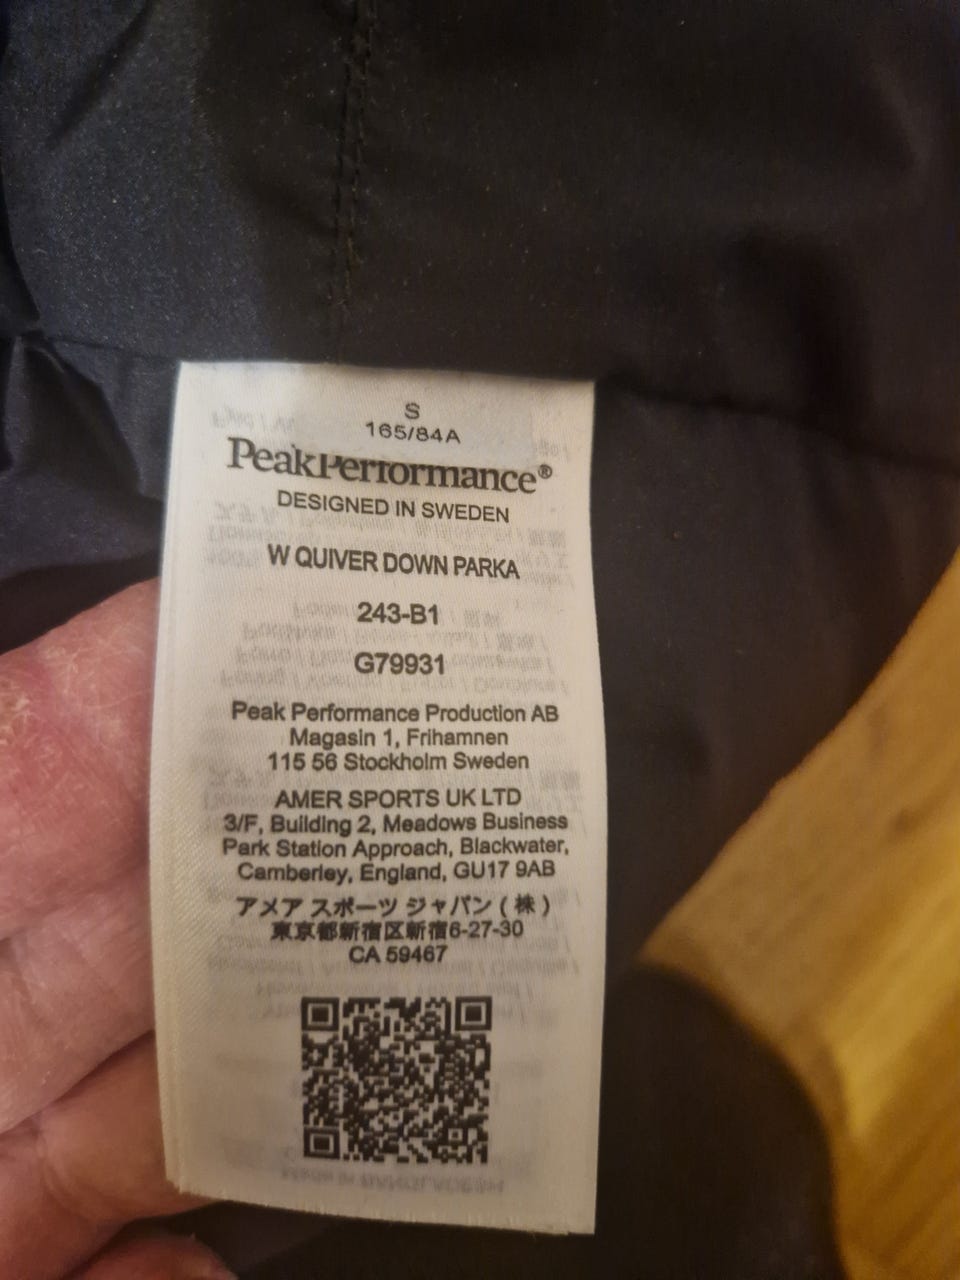 S
165/84A
PeakPerformance®
DESIGNED IN SWEDEN
W QUIVER DOWN PARKA
243-B1
G79931
Peak Performance Production AB
Magasin 1, Frihamnen
115 56 Stockholm Sweden
AMER SPORTS UK LTD
3/F, Building 2, Meadows Business
Park Station Approach, Blackwater,
Camberley, England, GU17 9AB
アメア スポーツ ジャパン ( 株 )
東京都新宿区新宿6-27-30
CA 59467